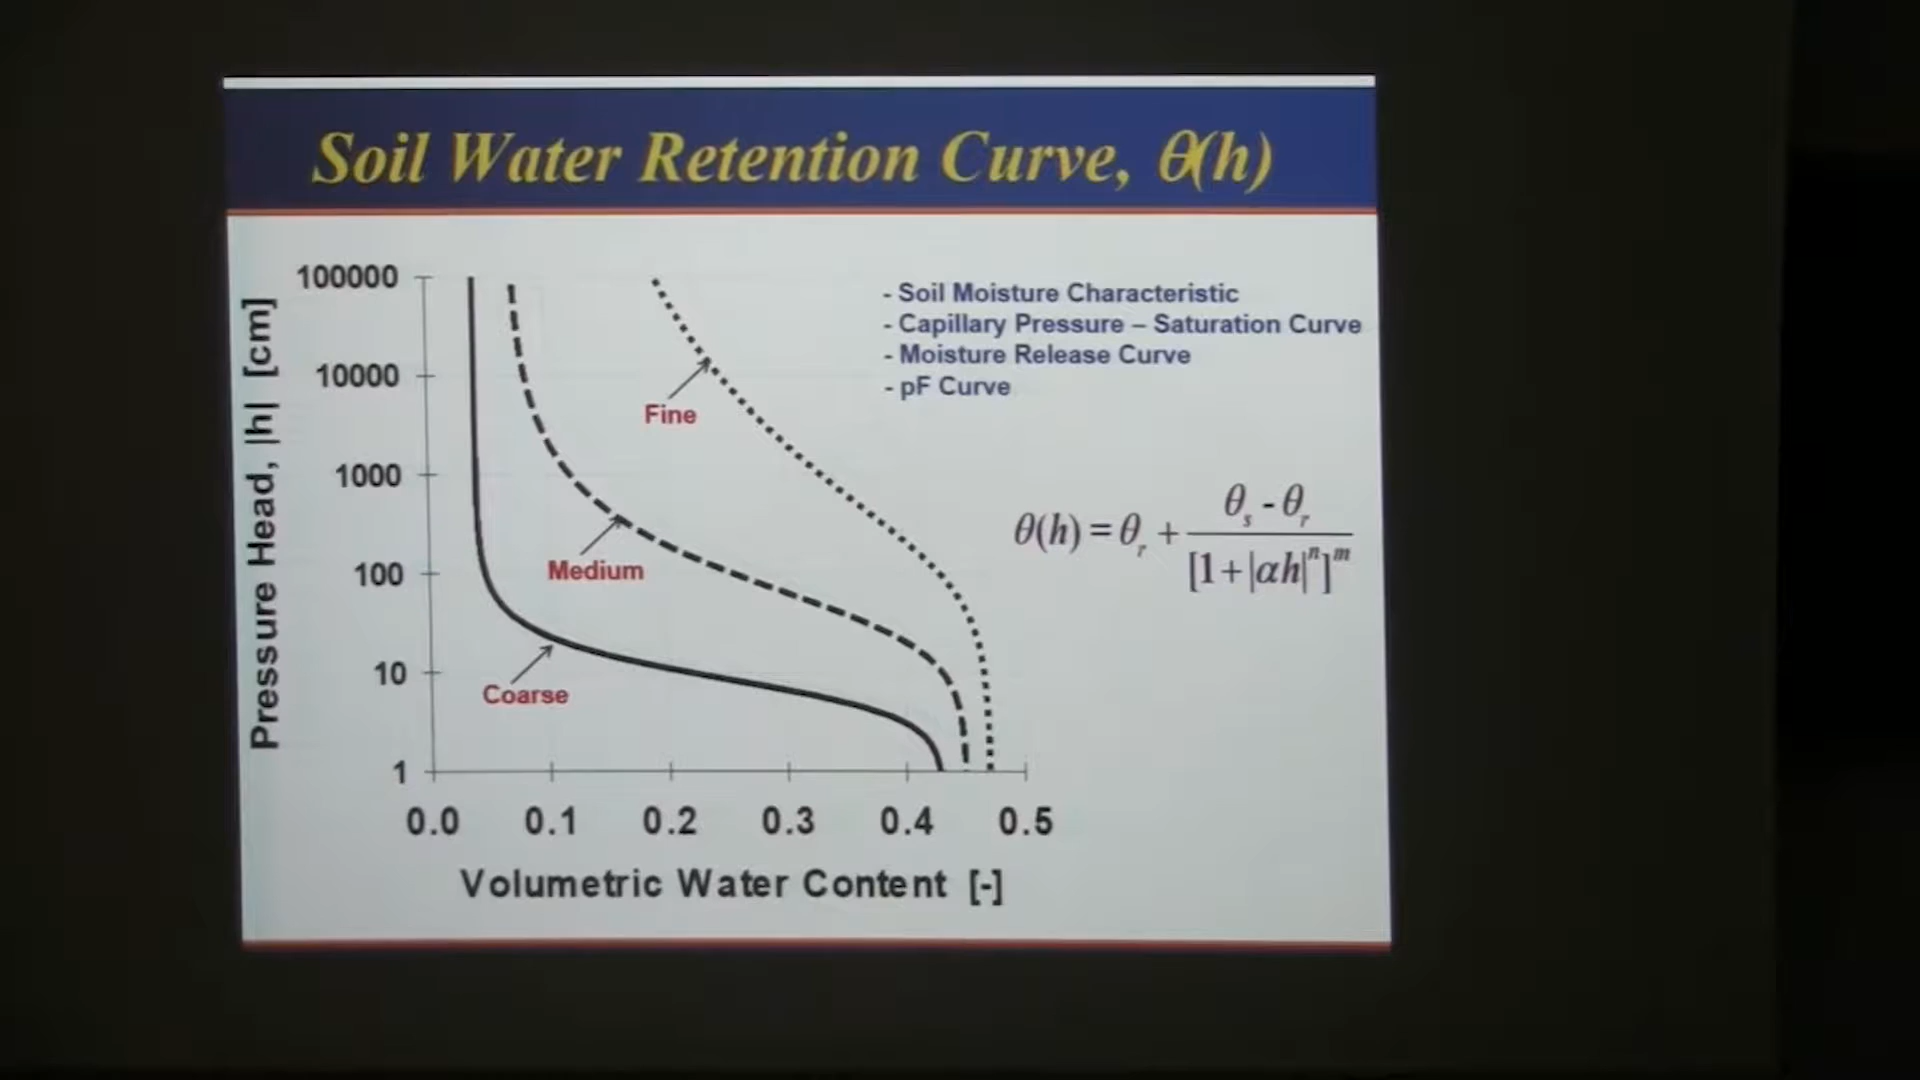 Soil Water Retention Curve, θ(h)
- Soil Moisture Characteristic
- Capillary Pressure – Saturation Curve
- Moisture Release Curve
- pF Curve
Pressure Head, |h| [cm]
100000
10000
1000
100
10
1
Fine
Medium
Coarse
0.0 0.1 0.2 0.3 0.4 0.5
Volumetric Water Content [-]
θ(h) = θr + (θs - θr) / [1+|αh|^n]^m